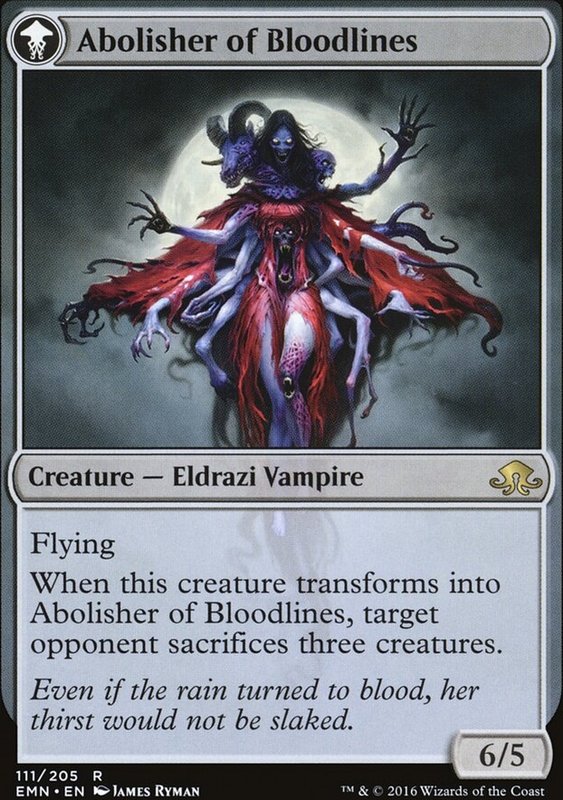 Abolisher of Bloodlines
Creature — Eldrazi Vampire
Flying
When this creature transforms into
Abolisher of Bloodlines, target
opponent sacrifices three creatures.
Even if the rain turned to blood, her
thirst would not be slaked.
6/5
111/205 R
EMN • EN James Ryman
™ & © 2016 Wizards of the Coast